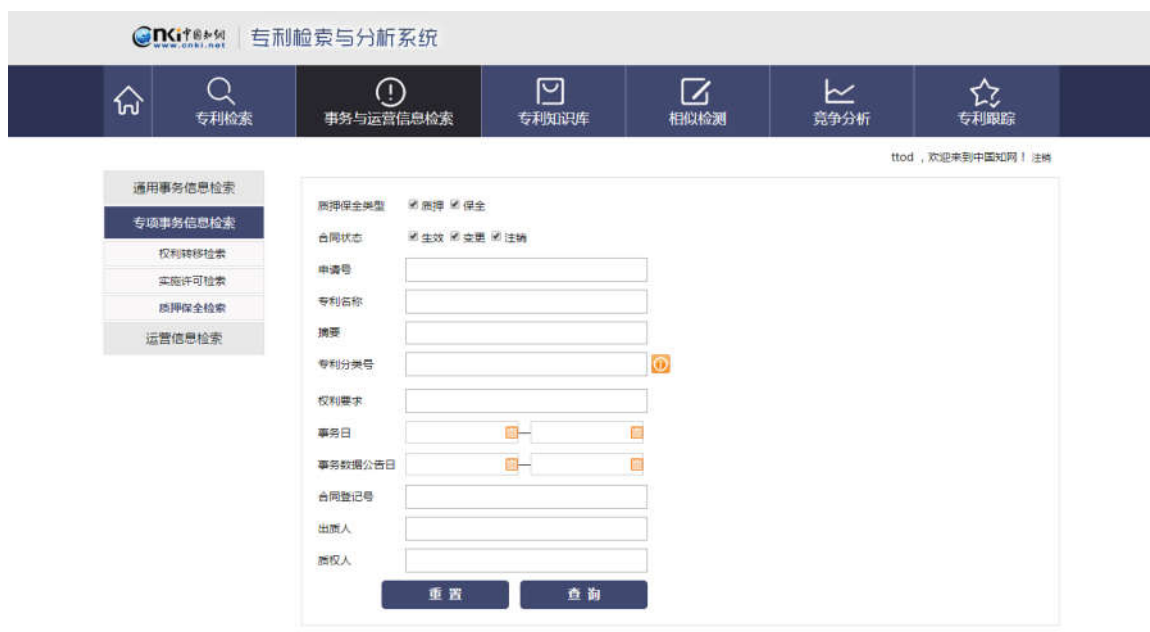 cnki中国知网 专利检索与分析系统
www.cnki.net
专利检索 事务与运营信息检索 专利知识库 相似检测 竞争分析 专利跟踪
ttod ，欢迎来到中国知网！ 注销
通用事务信息检索
专项事务信息检索
权利转移检索
实施许可检索
质押保全检索
运营信息检索
质押保全类型 质押 保全
合同状态 生效 变更 注销
申请号
专利名称
摘要
专利分类号
权利要求
事务日 —
事务数据公告日 —
合同登记号
出质人
质权人
重置 查询